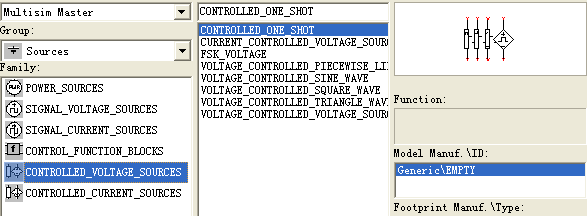 Multisim Master
Group:
Sources
Family:
POWER_SOURCES
SIGNAL_VOLTAGE_SOURCES
SIGNAL_CURRENT_SOURCES
CONTROL_FUNCTION_BLOCKS
CONTROLLED_VOLTAGE_SOURCES
CONTROLLED_CURRENT_SOURCES
CONTROLLED_ONE_SHOT
CONTROLLED_ONE_SHOT
CURRENT_CONTROLLED_VOLTAGE_SOUR
FSK_VOLTAGE
VOLTAGE_CONTROLLED_PIECEWISE_LI
VOLTAGE_CONTROLLED_SINE_WAVE
VOLTAGE_CONTROLLED_SQUARE_WAVE
VOLTAGE_CONTROLLED_TRIANGLE_WAV
VOLTAGE_CONTROLLED_VOLTAGE_SOUR
Function:
Model Manuf.\ID:
Generic\EMPTY
Footprint Manuf.\Type: